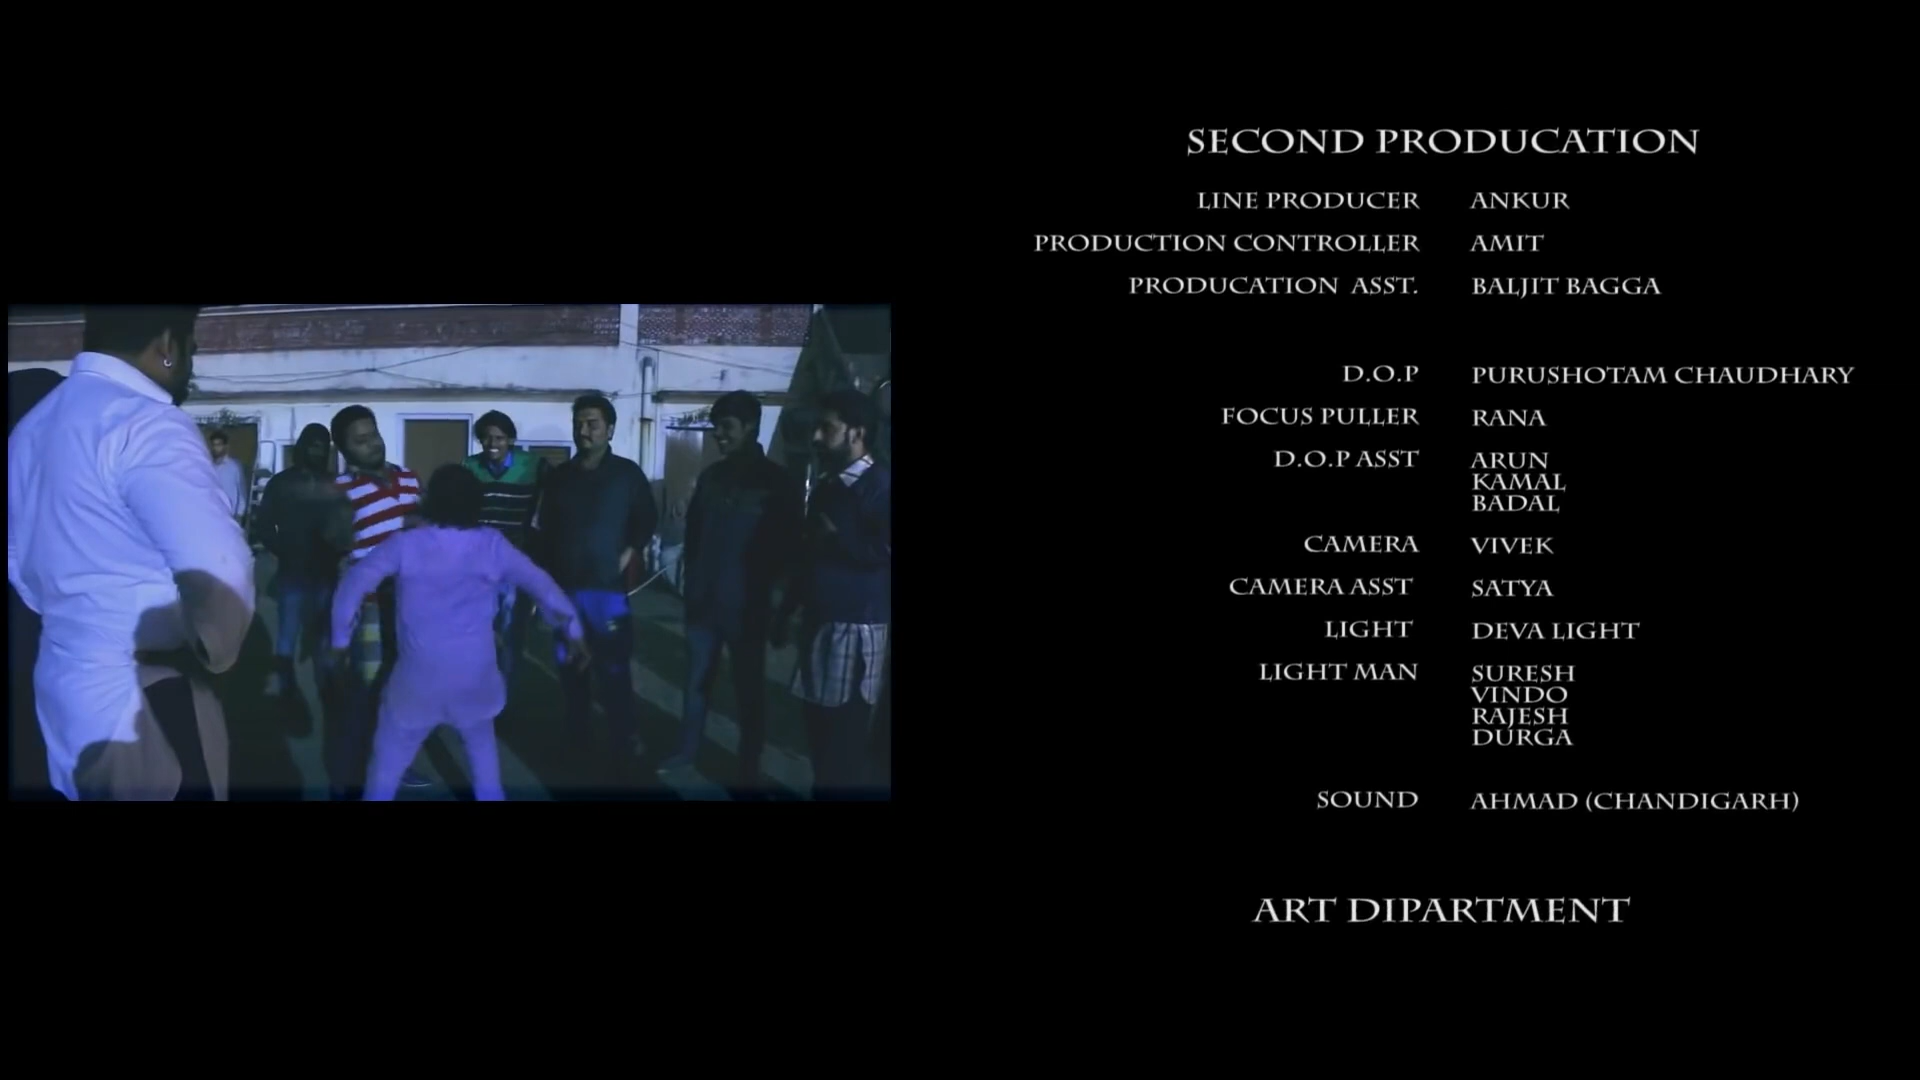 SECOND PRODUCATION
LINE PRODUCER ANKUR
PRODUCTION CONTROLLER AMIT
PRODUCATION ASST. BALJIT BAGGA
D.O.P PURUSHOTAM CHAUDHARY
FOCUS PULLER RANA
D.O.P ASST ARUN
KAMAL
BADAL
CAMERA VIVEK
CAMERA ASST SATYA
LIGHT DEVA LIGHT
LIGHT MAN SURESH
VINDO
RAJESH
DURGA
SOUND AHMAD (CHANDIGARH)
ART DIPARTMENT